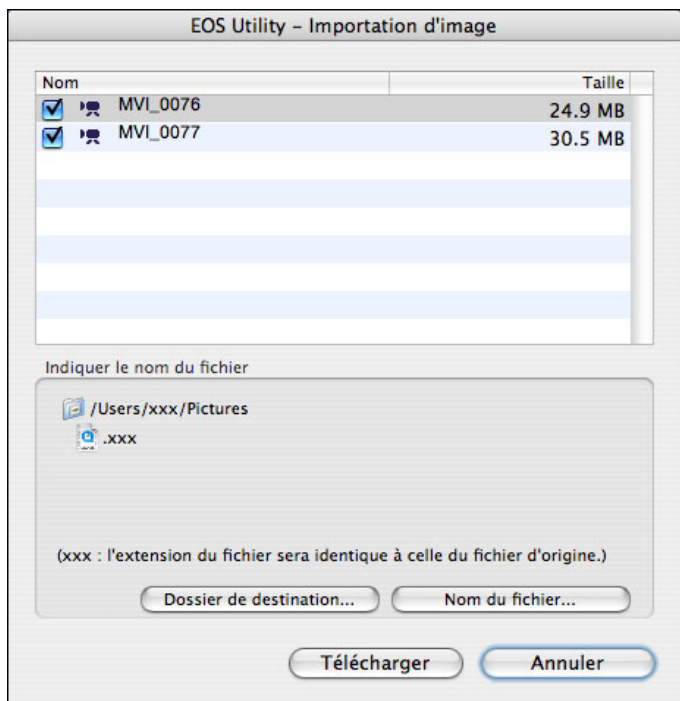 EOS Utility – Importation d'image
Nom Taille
MVI_0076 24.9 MB
MVI_0077 30.5 MB
Indiquer le nom du fichier
/Users/xxx/Pictures
.xxx
(xxx : l'extension du fichier sera identique à celle du fichier d'origine.)
Dossier de destination... Nom du fichier...
Télécharger Annuler